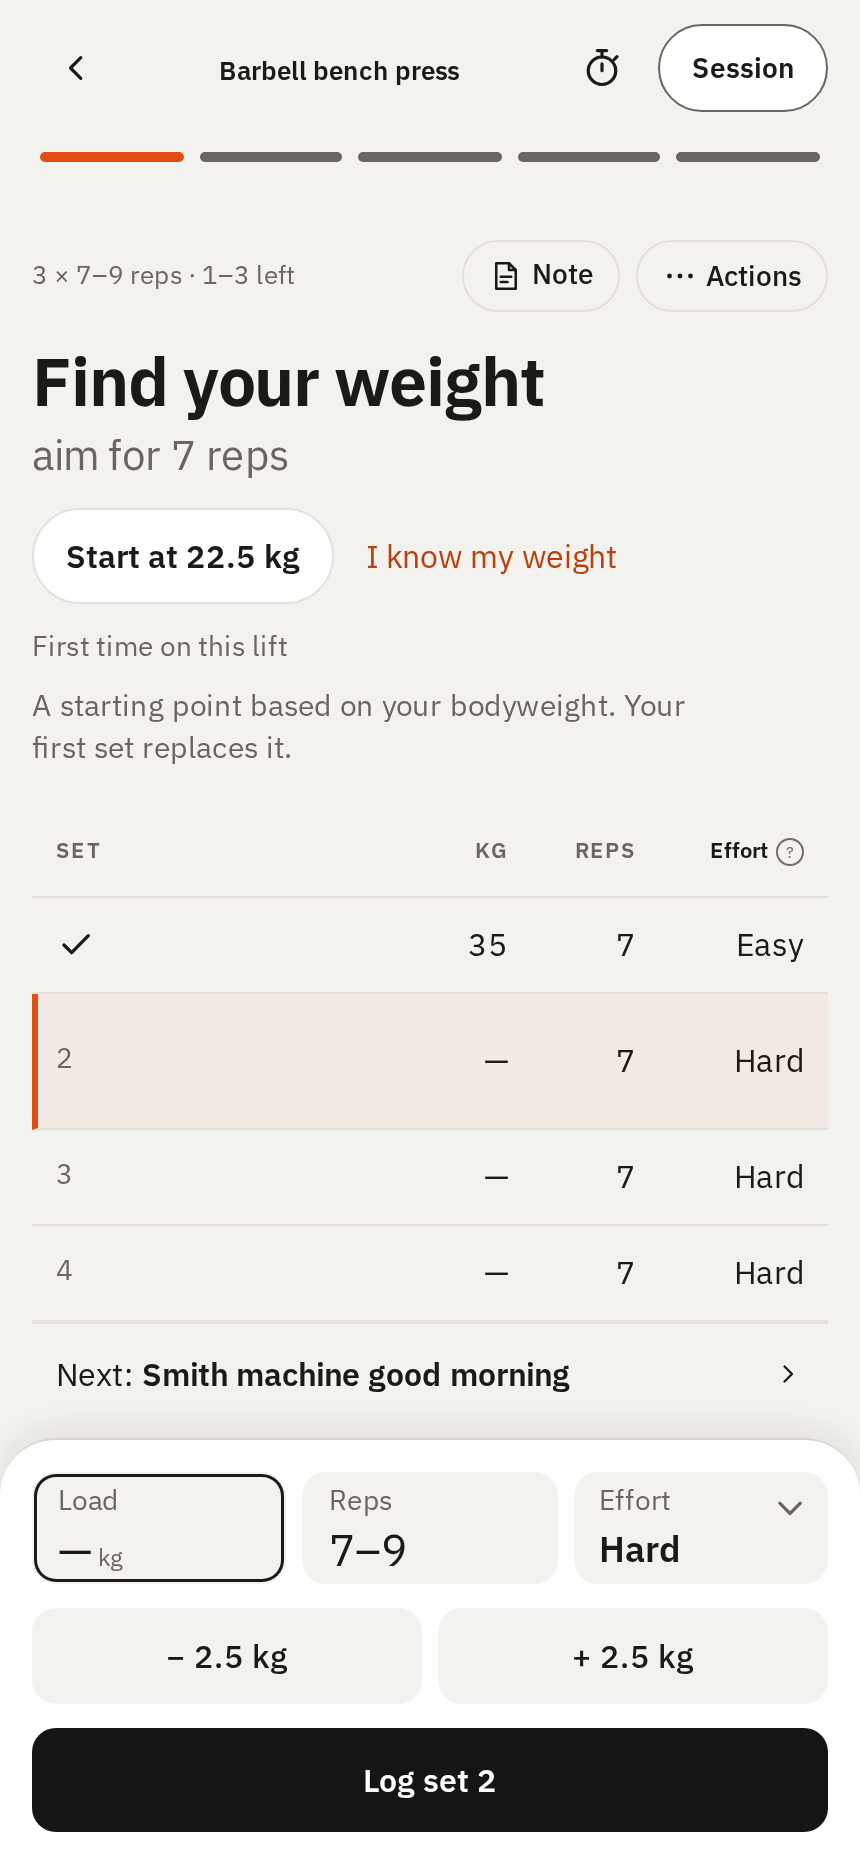 Barbell bench press
Session
3 × 7–9 reps · 1–3 left
Note
Actions
Find your weight
aim for 7 reps
Start at 22.5 kg
I know my weight
First time on this lift
A starting point based on your bodyweight. Your
first set replaces it.
SET KG REPS Effort ?
35 7 Easy
2 — 7 Hard
3 — 7 Hard
4 — 7 Hard
Next: Smith machine good morning
Load Reps Effort
— kg 7–9 Hard
− 2.5 kg + 2.5 kg
Log set 2